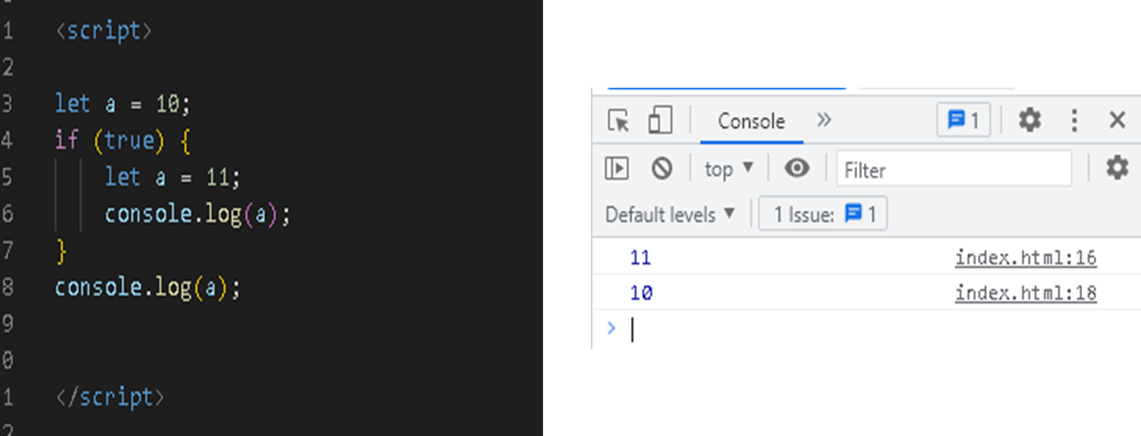 1 <script>
2
3 let a = 10;
4 if (true) {
5 let a = 11;
6 console.log(a);
7 }
8 console.log(a);
9
0
1 </script>
2
Console » 1
top ▼ Filter
Default levels ▼ 1 Issue: 1
11 index.html:16
10 index.html:18
>